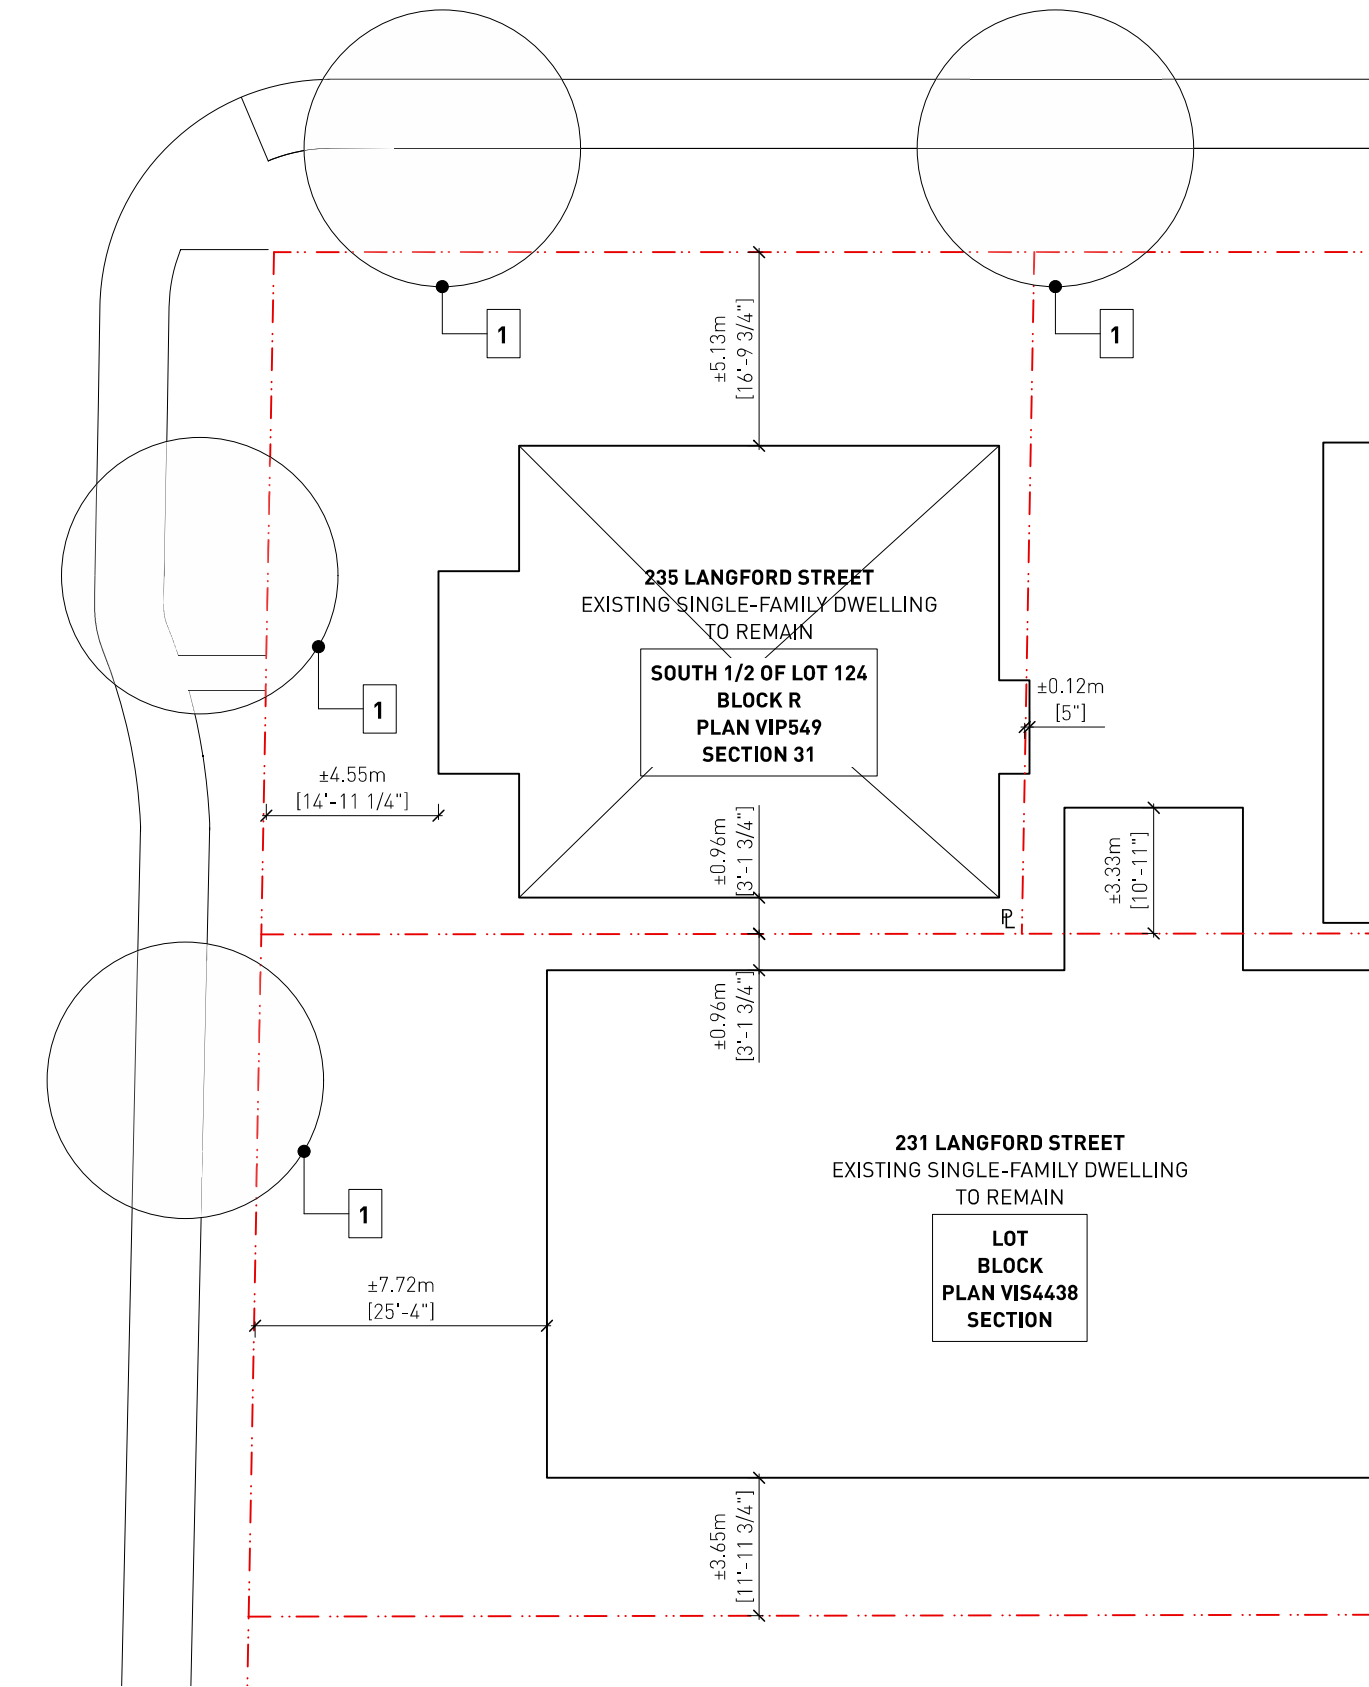 1
1
±5.13m
[16'-9 3/4"]
235 LANGFORD STREET
EXISTING SINGLE-FAMILY DWELLING
TO REMAIN
SOUTH 1/2 OF LOT 124
BLOCK R
PLAN VIP549
SECTION 31
±0.12m
[5"]
1
±4.55m
[14'-11 1/4"]
±0.96m
[3'-1 3/4"]
±3.33m
[10'-11"]
PL
±0.96m
[3'-1 3/4"]
231 LANGFORD STREET
EXISTING SINGLE-FAMILY DWELLING
TO REMAIN
LOT
BLOCK
PLAN VIS4438
SECTION
1
±7.72m
[25'-4"]
±3.65m
[11'-11 3/4"]